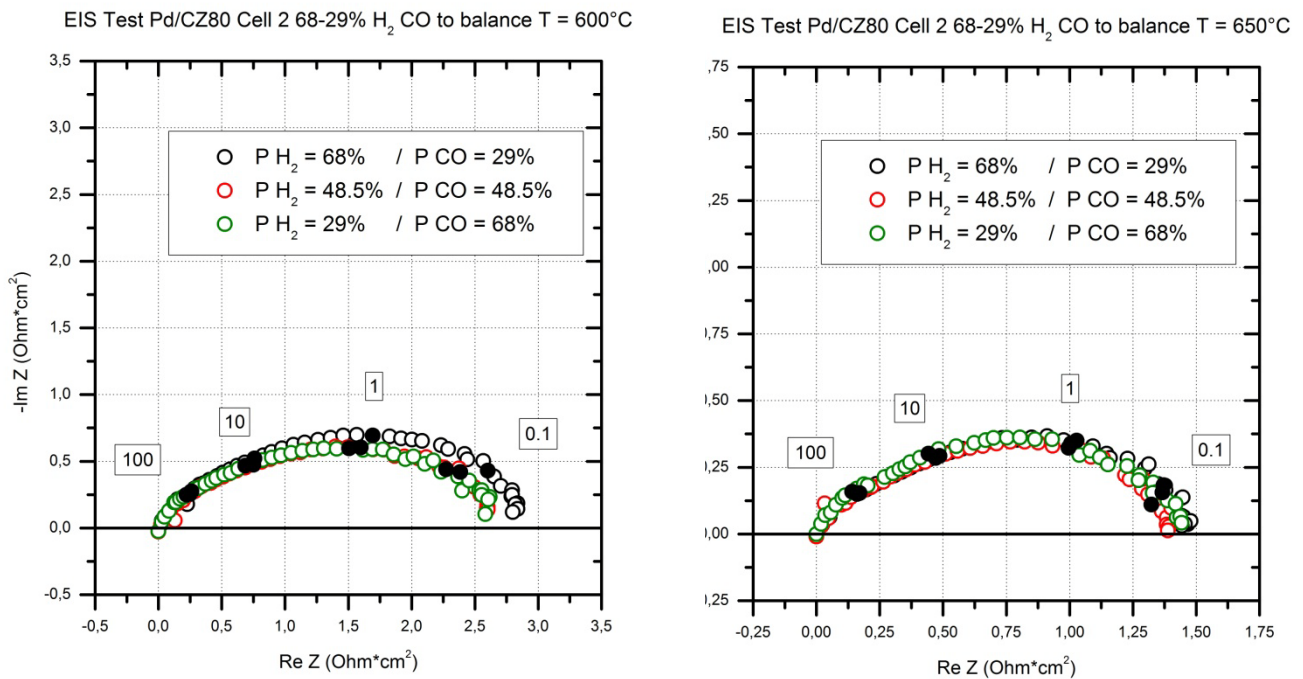 EIS Test Pd/CZ80 Cell 2 68-29% H2 CO to balance T = 600°C
3,5
3,0
2,5
2,0
1,5
1,0
0,5
0,0
-0,5
-Im Z (Ohm*cm²)
P H2 = 68% / P CO = 29%
P H2 = 48.5% / P CO = 48.5%
P H2 = 29% / P CO = 68%
100
10
1
0.1
-0,5 0,0 0,5 1,0 1,5 2,0 2,5 3,0 3,5
Re Z (Ohm*cm²)
EIS Test Pd/CZ80 Cell 2 68-29% H2 CO to balance T = 650°C
,75
,50
,25
,00
,75
,50
,25
,00
,25
P H2 = 68% / P CO = 29%
P H2 = 48.5% / P CO = 48.5%
P H2 = 29% / P CO = 68%
100
10
1
0.1
-0,25 0,00 0,25 0,50 0,75 1,00 1,25 1,50 1,75
Re Z (Ohm*cm²)